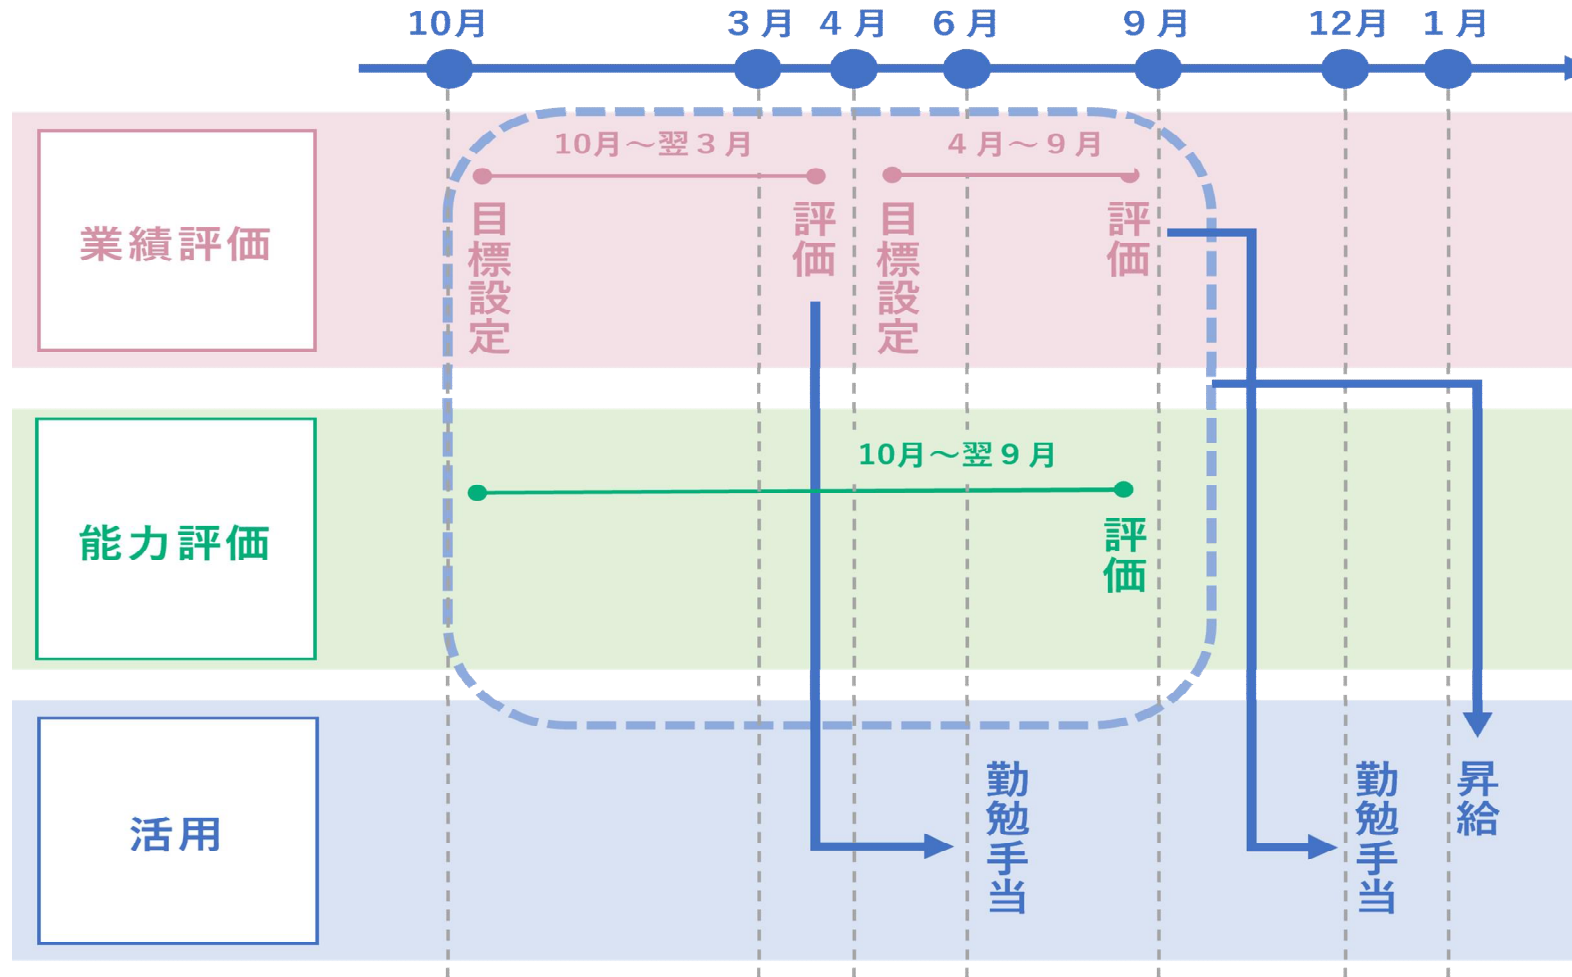 10月
3月
4月
6月
9月
12月
1月
業績評価
10月～翌3月
4月～9月
目標設定
評価
目標設定
評価
能力評価
10月～翌9月
評価
活用
勤勉手当
勤勉手当
昇給